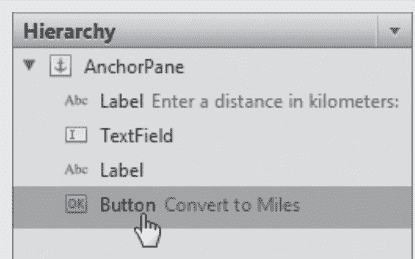 Hierarchy
AnchorPane
Abc Label Enter a distance in kilometers:
TextField
Abc Label
OK Button Convert to Miles